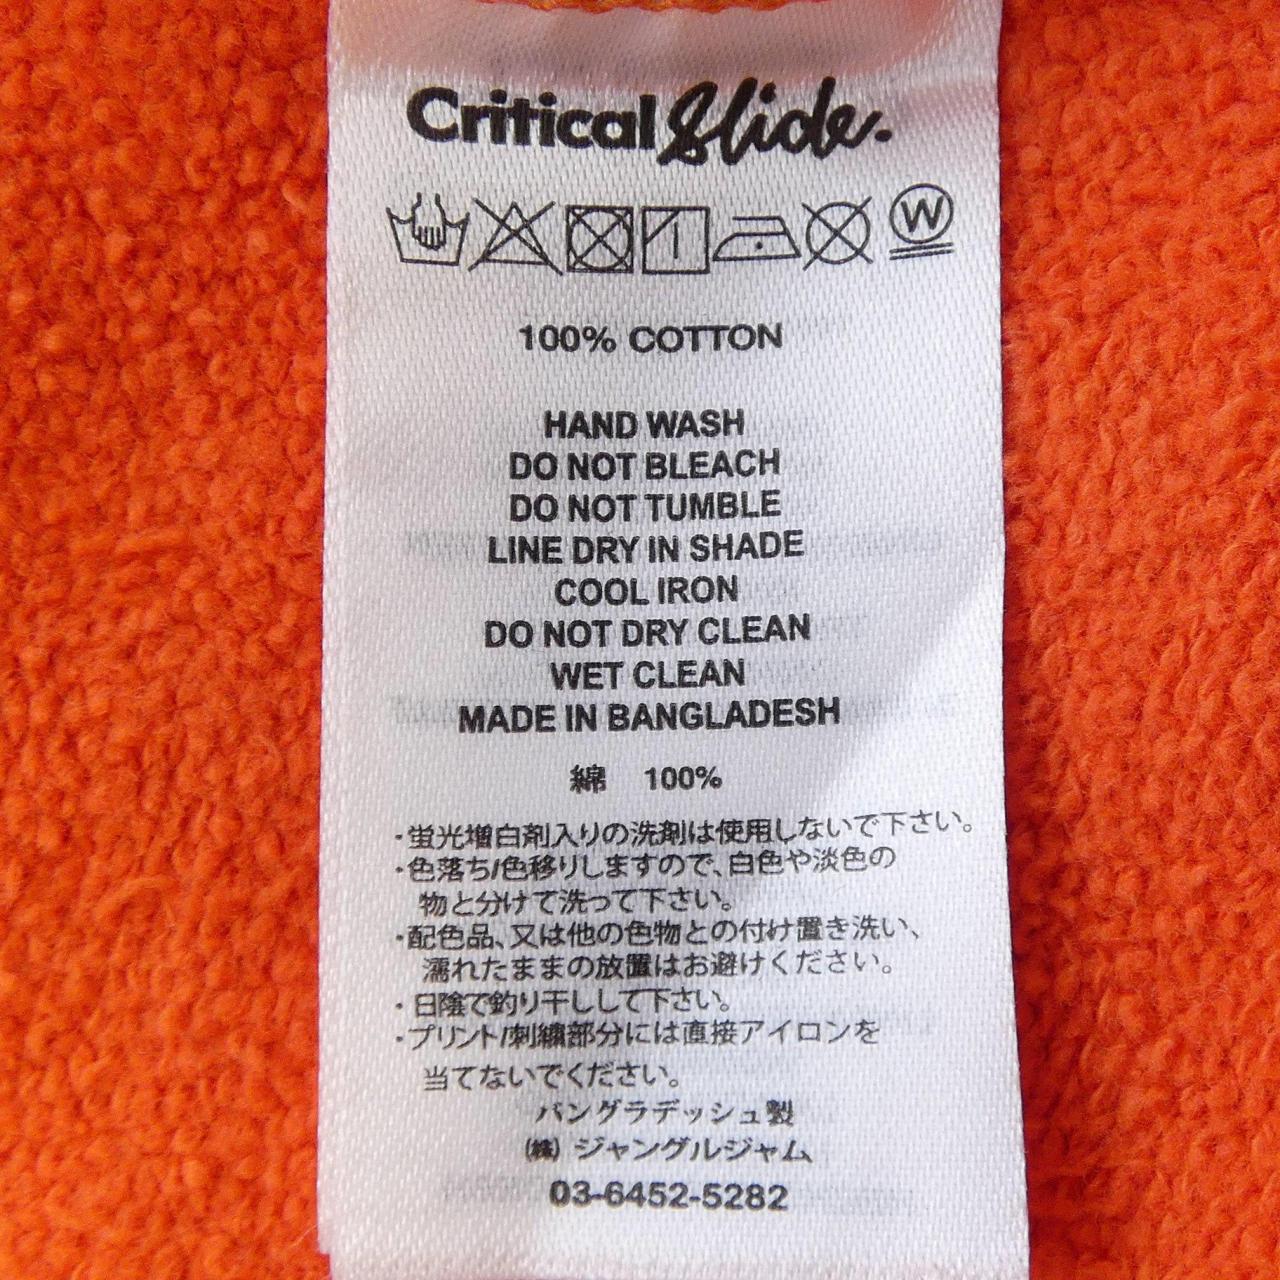 Critical Slide.
W
100% COTTON
HAND WASH
DO NOT BLEACH
DO NOT TUMBLE
LINE DRY IN SHADE
COOL IRON
DO NOT DRY CLEAN
WET CLEAN
MADE IN BANGLADESH
綿 100%
・蛍光増白剤入りの洗剤は使用しないで下さい。
・色落ち/色移りしますので、白色や淡色の
物と分けて洗って下さい。
・配色品、又は他の色物との付け置き洗い、
濡れたままの放置はお避けください。
・日陰で釣り干しして下さい。
・プリント/刺繍部分には直接アイロンを
当てないでください。
バングラデッシュ製
㈱ ジャングルジャム
03-6452-5282